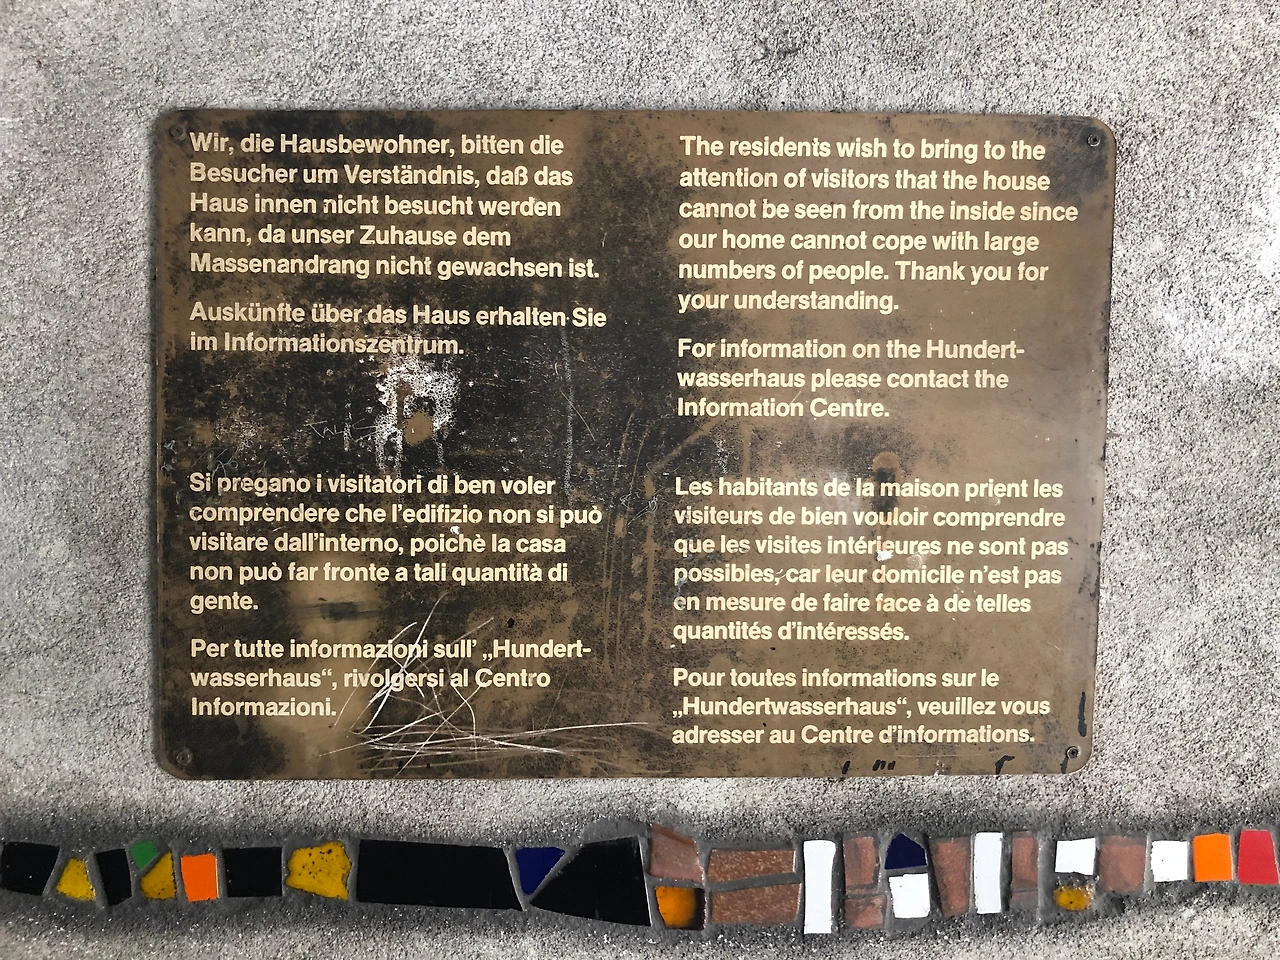 Wir, die Hausbewohner, bitten die
Besucher um Verständnis, daß das
Haus innen nicht besucht werden
kann, da unser Zuhause dem
Massenandrang nicht gewachsen ist.
Auskünfte über das Haus erhalten Sie
im Informationszentrum.
The residents wish to bring to the
attention of visitors that the house
cannot be seen from the inside since
our home cannot cope with large
numbers of people. Thank you for
your understanding.
For information on the Hundert-
wasserhaus please contact the
Information Centre.
Si pregano i visitatori di ben voler
comprendere che l'edifizio non si può
visitare dall'interno, poichè la casa
non può far fronte a tali quantità di
gente.
Per tutte informazioni sull' „Hundert-
wasserhaus“, rivolgersi al Centro
Informazioni.
Les habitants de la maison prient les
visiteurs de bien vouloir comprendre
que les visites intérieures ne sont pas
possibles, car leur domicile n'est pas
en mesure de faire face à de telles
quantités d'intéressés.
Pour toutes informations sur le
„Hundertwasserhaus“, veuillez vous
adresser au Centre d'informations.